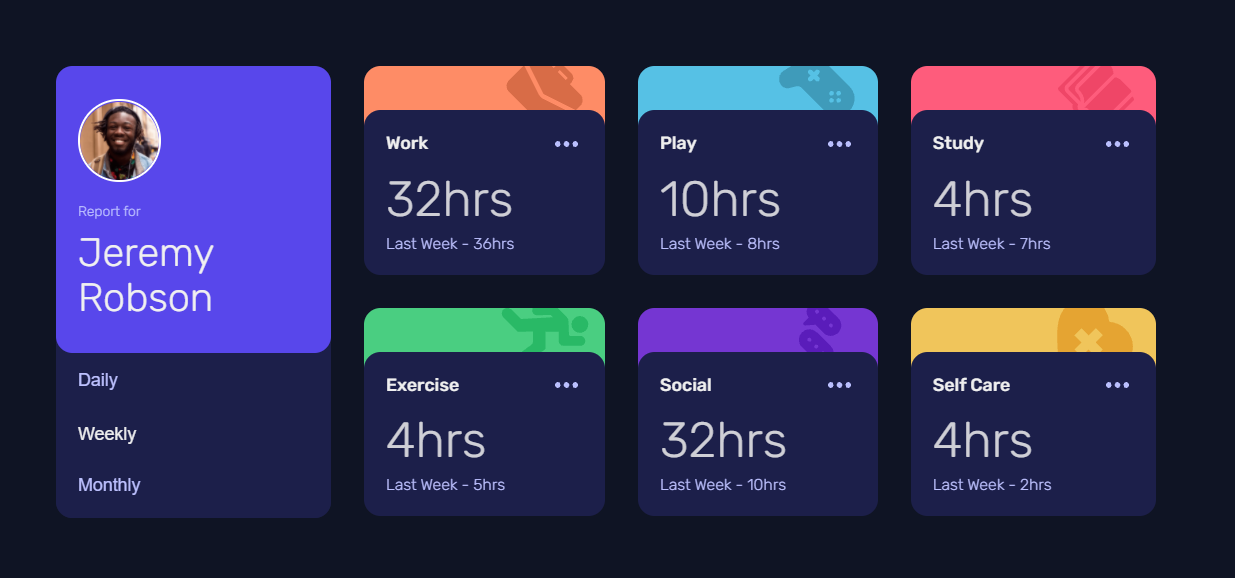 Report for
Jeremy
Robson
Daily
Weekly
Monthly
Work
32hrs
Last Week - 36hrs
Play
10hrs
Last Week - 8hrs
Study
4hrs
Last Week - 7hrs
Exercise
4hrs
Last Week - 5hrs
Social
32hrs
Last Week - 10hrs
Self Care
4hrs
Last Week - 2hrs